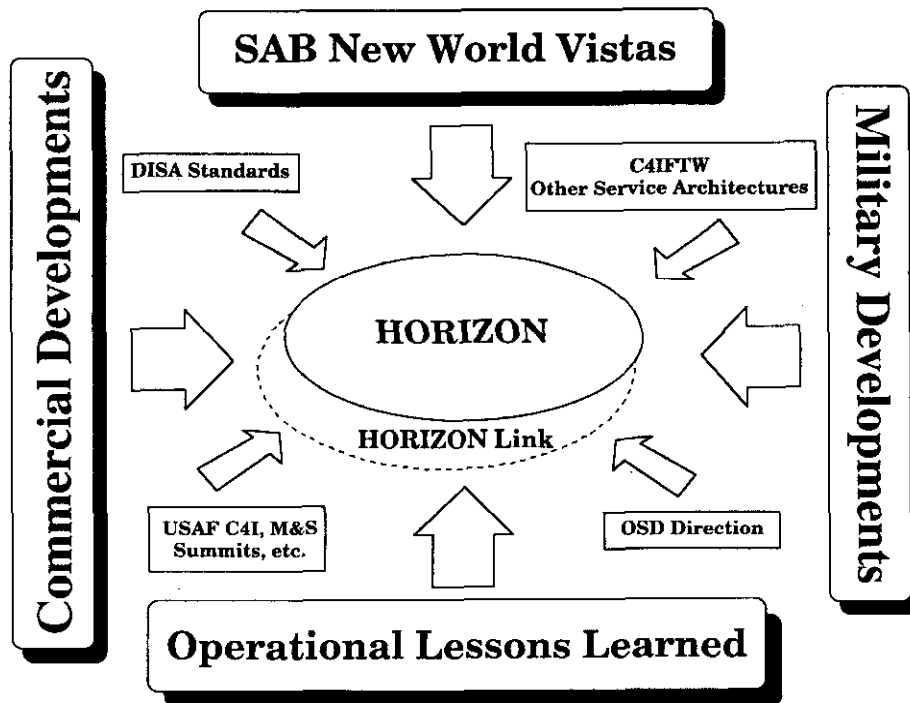 SAB New World Vistas
Commercial Developments
Military Developments
DISA Standards
C4IFTW
Other Service Architectures
HORIZON
HORIZON Link
USAF C4I, M&S
Summits, etc.
OSD Direction
Operational Lessons Learned